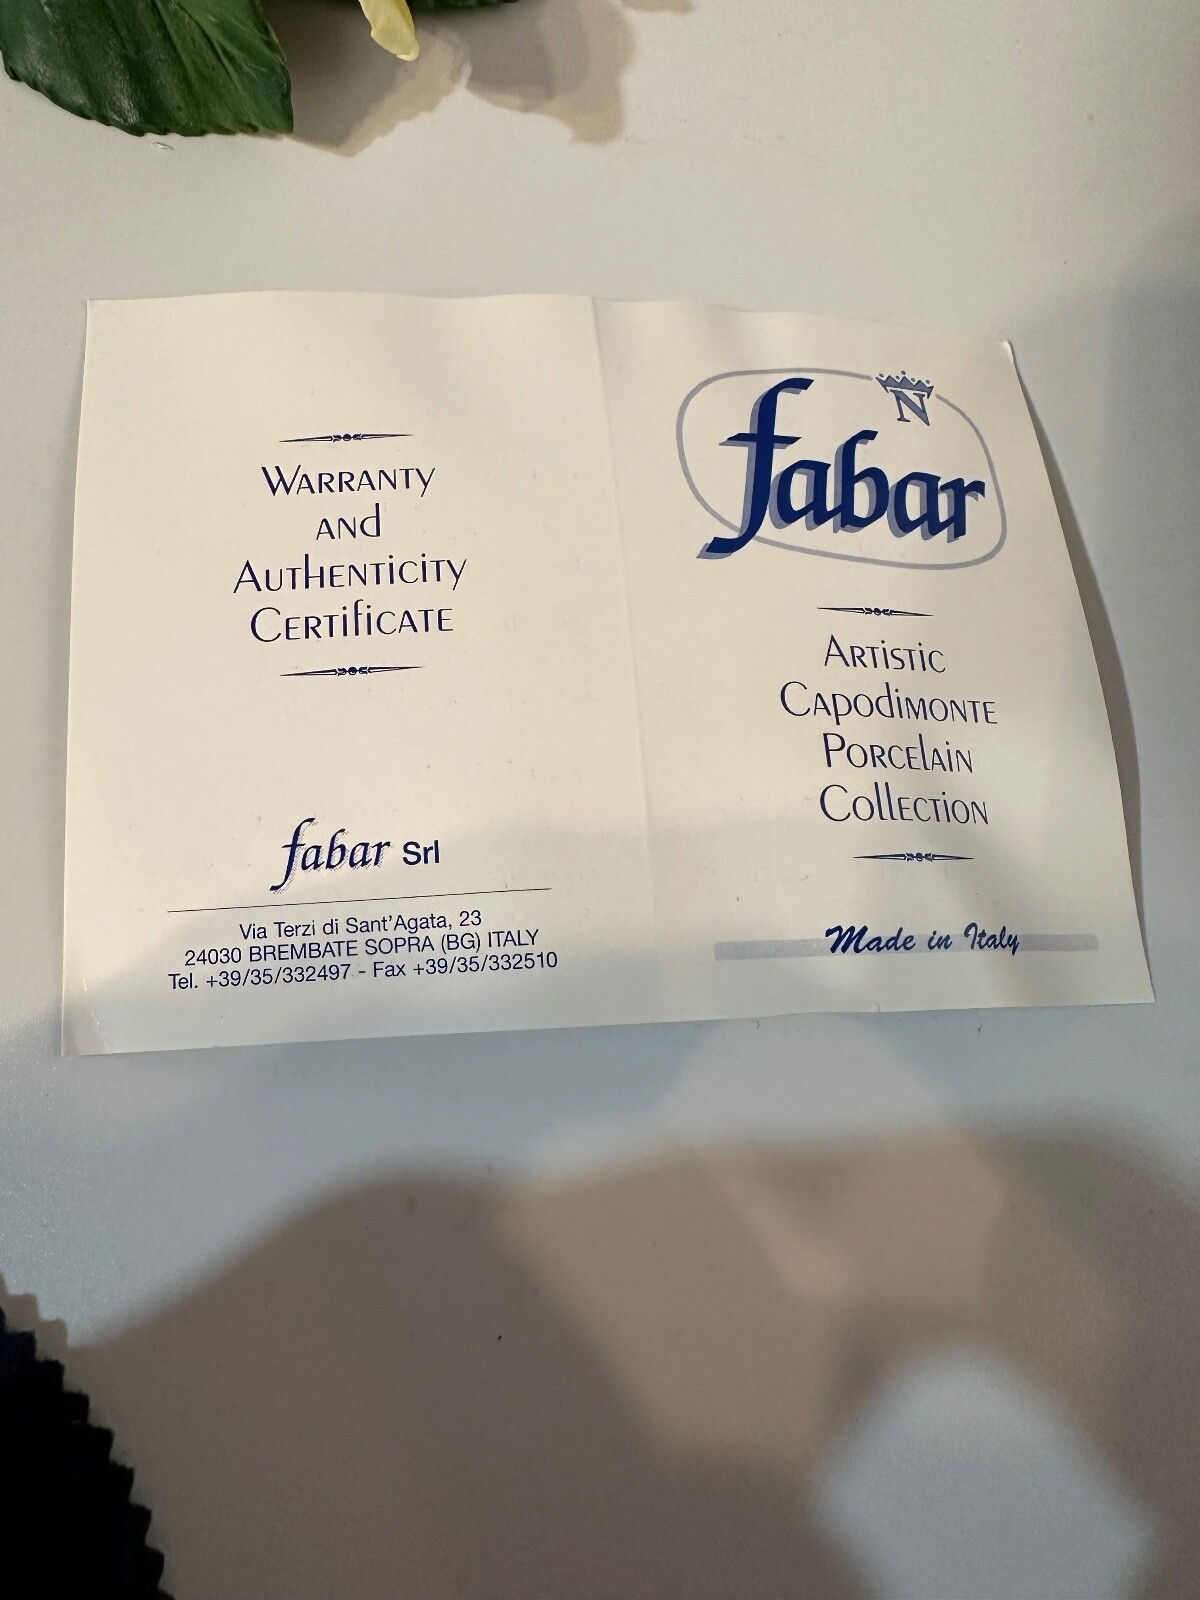 Warranty
and
Authenticity
Certificate
fabar Srl
Via Terzi di Sant'Agata, 23
24030 BREMBATE SOPRA (BG) ITALY
Tel. +39/35/332497 - Fax +39/35/332510
N
fabar
Artistic
Capodimonte
Porcelain
Collection
Made in Italy